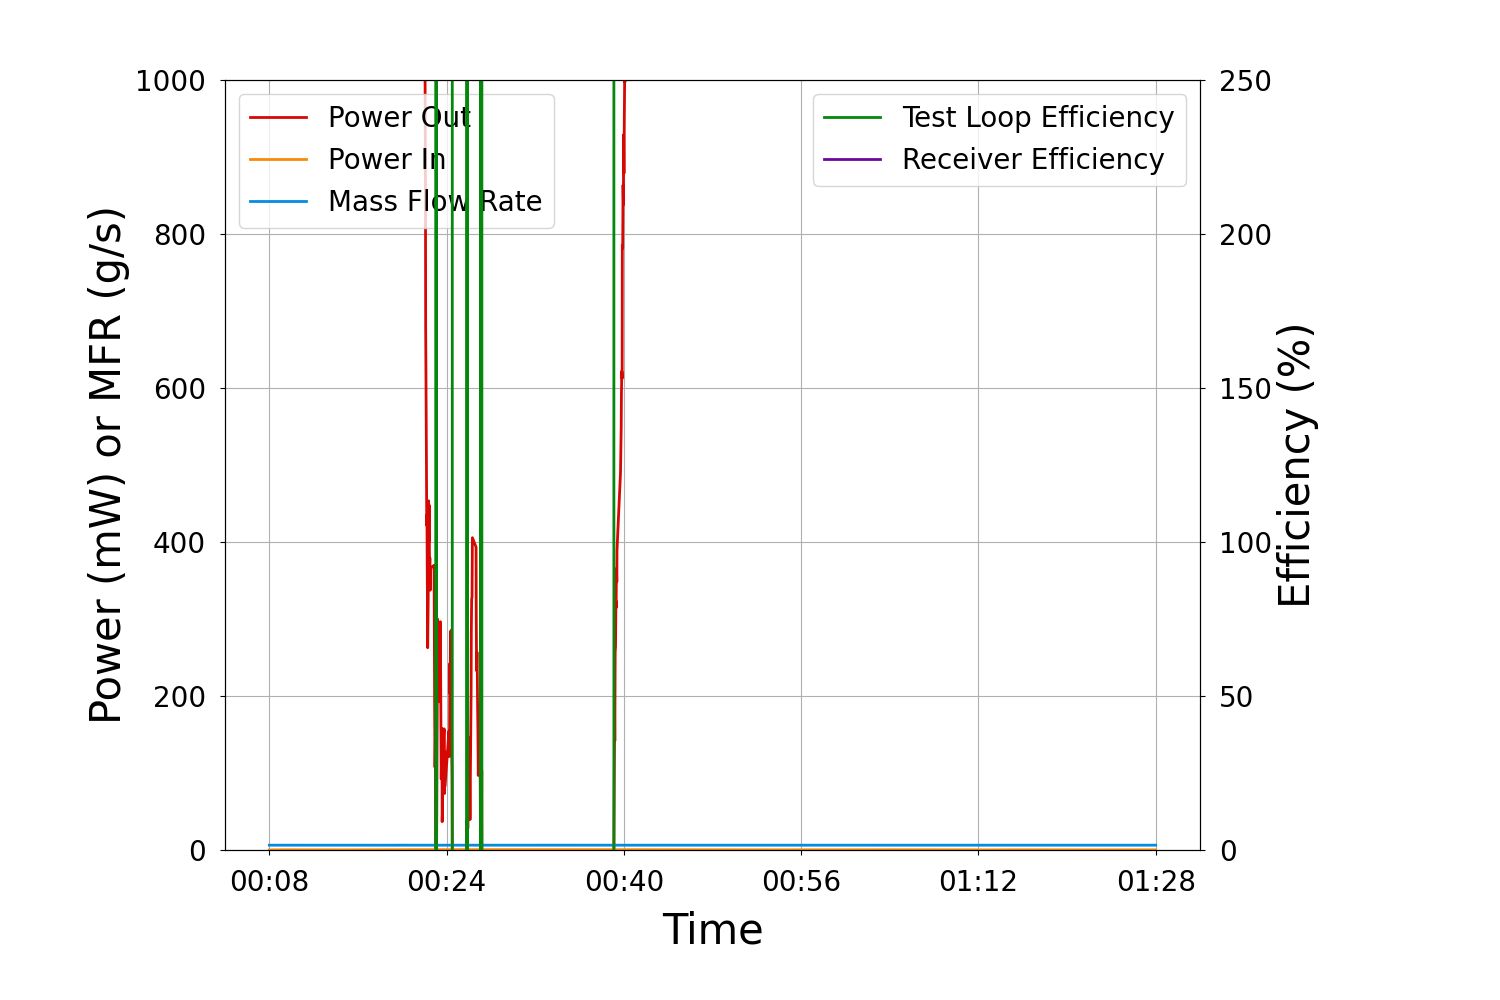 1000
800
600
400
200
0
Power (mW) or MFR (g/s)
Power Out
Power In
Mass Flow Rate
Test Loop Efficiency
Receiver Efficiency
250
200
150
100
50
0
Efficiency (%)
00:08 00:24 00:40 00:56 01:12 01:28
Time